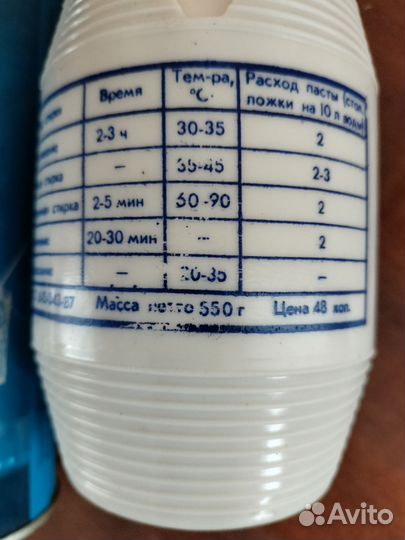 Время Тем-ра, °С. Расход пасты (стол. ложки на 10 л воды)
2-3 ч 30-35 2
– 35-45 2-3
стирка 2-5 мин 60-90 2
20-30 мин – 2
– 20-35 –
Масса нетто 550 г Цена 48 коп.
Avito